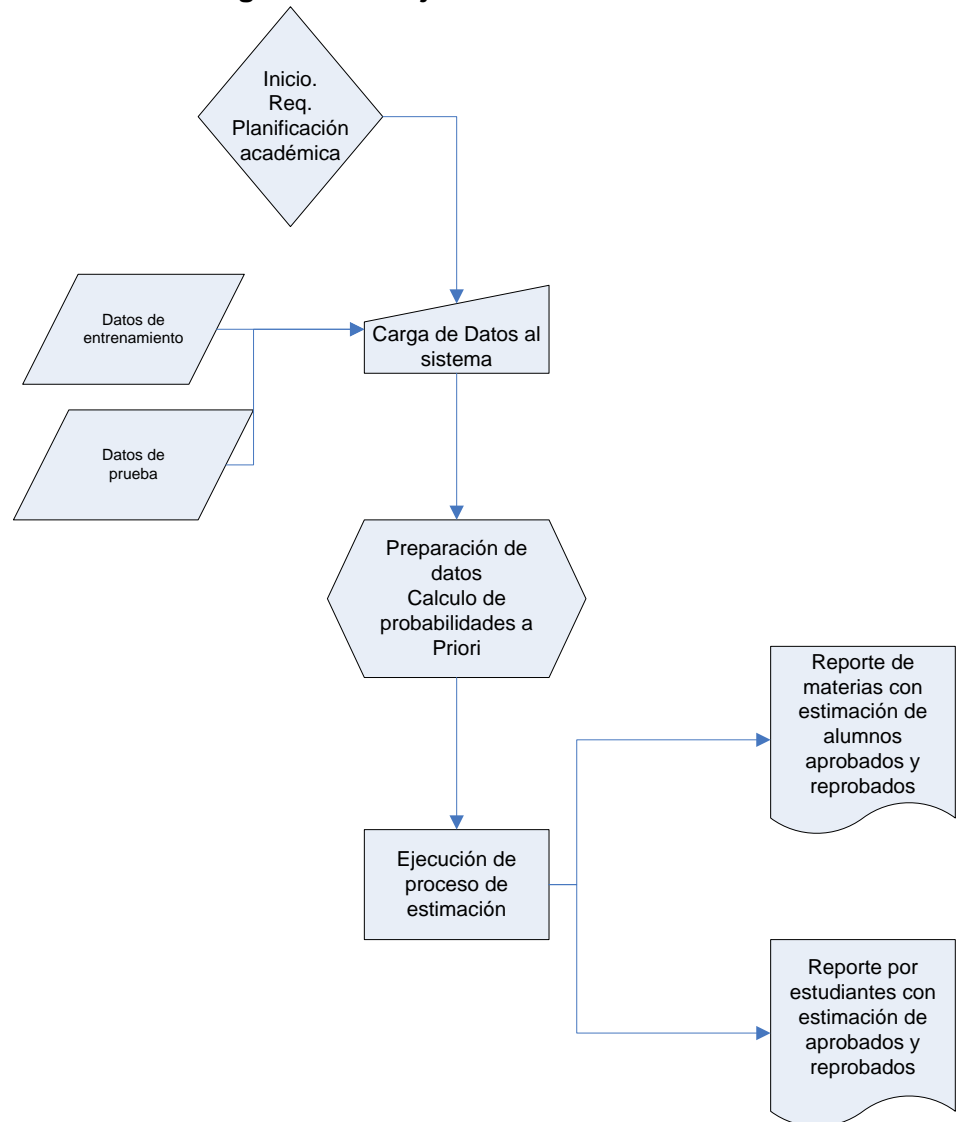 Inicio.
Req.
Planificación
académica
Datos de
entrenamiento
Carga de Datos al
sistema
Datos de
prueba
Preparación de
datos
Calculo de
probabilidades a
Priori
Reporte de
materias con
estimación de
alumnos
aprobados y
reprobados
Ejecución de
proceso de
estimación
Reporte por
estudiantes con
estimación de
aprobados y
reprobados